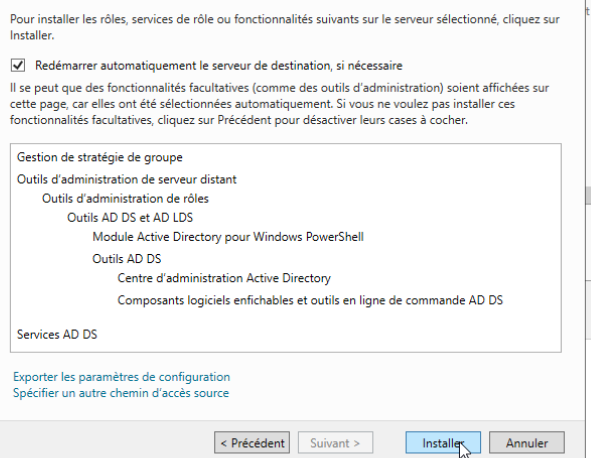 Pour installer les rôles, services de rôle ou fonctionnalités suivants sur le serveur sélectionné, cliquez sur
Installer.
Redémarrer automatiquement le serveur de destination, si nécessaire
Il se peut que des fonctionnalités facultatives (comme des outils d'administration) soient affichées sur
cette page, car elles ont été sélectionnées automatiquement. Si vous ne voulez pas installer ces
fonctionnalités facultatives, cliquez sur Précédent pour désactiver leurs cases à cocher.
Gestion de stratégie de groupe
Outils d'administration de serveur distant
Outils d'administration de rôles
Outils AD DS et AD LDS
Module Active Directory pour Windows PowerShell
Outils AD DS
Centre d'administration Active Directory
Composants logiciels enfichables et outils en ligne de commande AD DS
Services AD DS
Exporter les paramètres de configuration
Spécifier un autre chemin d'accès source
< Précédent Suivant > Installer Annuler